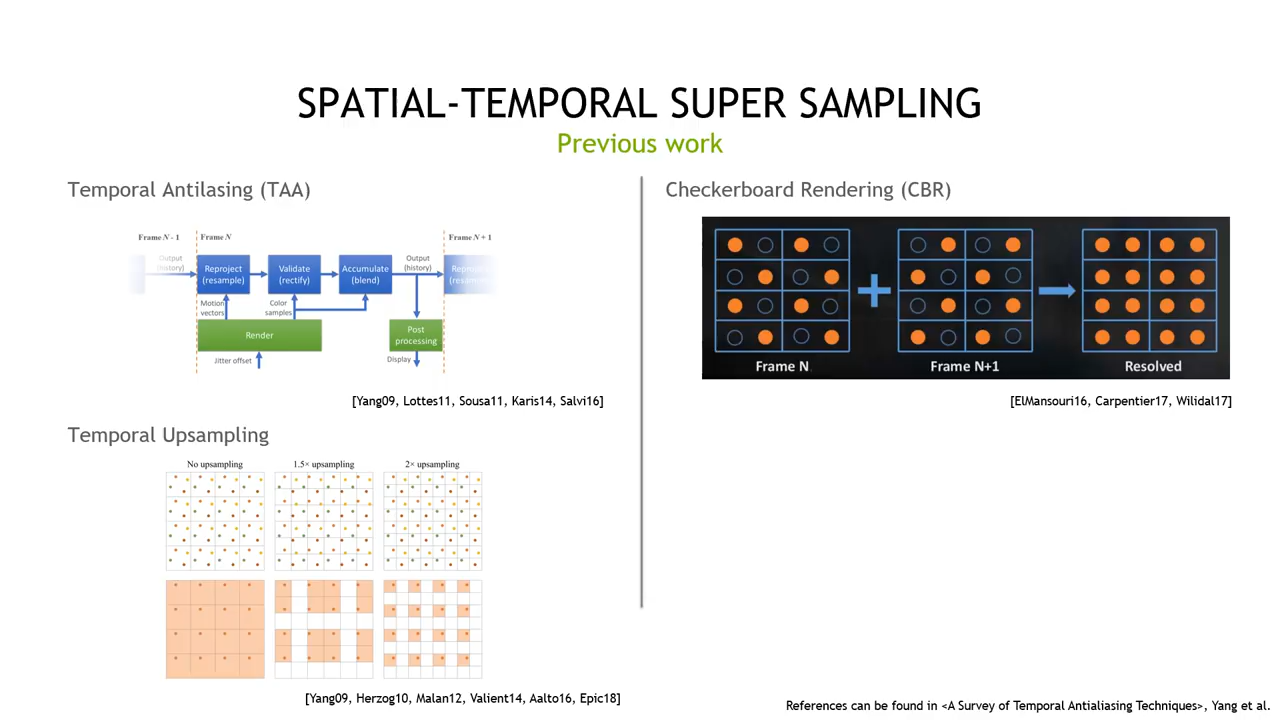 SPATIAL-TEMPORAL SUPER SAMPLING
Previous work
Temporal Antilasing (TAA)
Frame N - 1
Frame N
Frame N + 1
Output
(history)
Reproject
(resample)
Validate
(rectify)
Accumulate
(blend)
Output
(history)
Motion
vectors
Color
samples
Render
Post
processing
Jitter offset
Display
[Yang09, Lottes11, Sousa11, Karis14, Salvi16]
Temporal Upsampling
No upsampling
1.5× upsampling
2× upsampling
[Yang09, Herzog10, Malan12, Valient14, Aalto16, Epic18]
Checkerboard Rendering (CBR)
Frame N
Frame N+1
Resolved
[ElMansouri16, Carpentier17, Wilidal17]
References can be found in <A Survey of Temporal Antialiasing Techniques>, Yang et al.